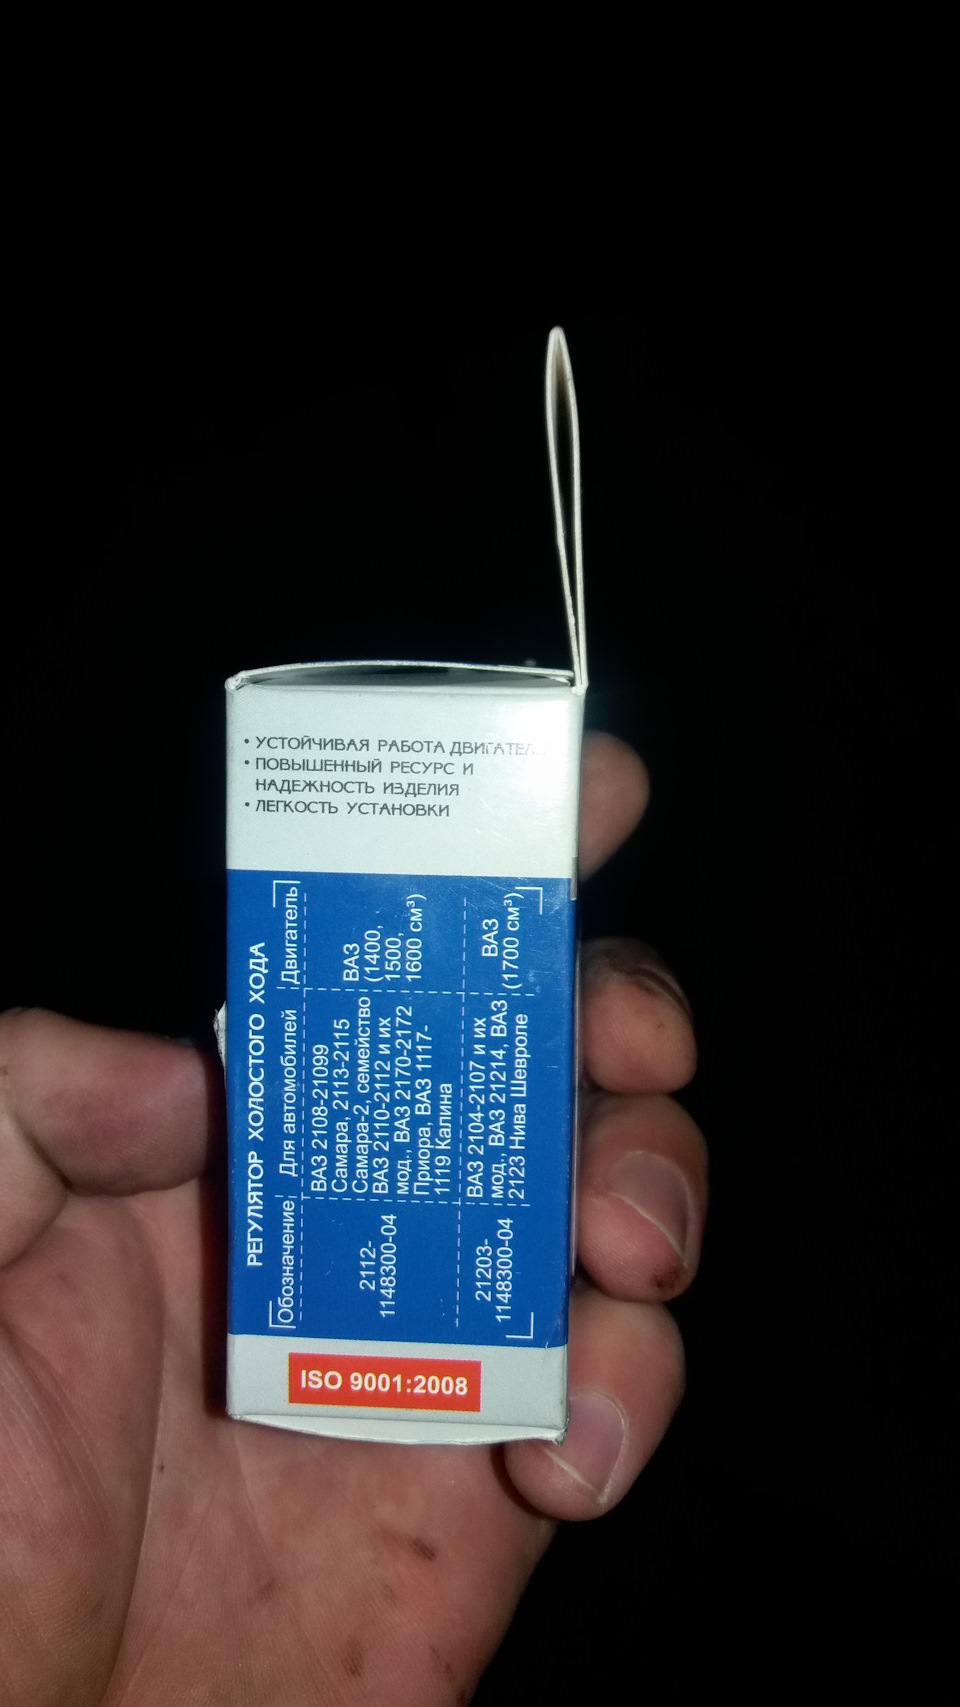 • УСТОЙЧИВАЯ РАБОТА
• ПОВЫШЕННЫЙ РЕСУРС И
НАДЕЖНОСТЬ ИЗДЕЛИЯ
• ЛЕГКОСТЬ УСТАНОВКИ
РЕГУЛЯТОР ХОЛОСТОГО ХОДА
Обозначение Для автомобилей Двигатель
2112-
1148300-04
ВАЗ 2108-21099
Самара, 2113-2115
Самара-2, семейство
ВАЗ 2110-2112 и их
мод., ВАЗ 2170-2172
Приора, ВАЗ 1117-
1119 Калина
ВАЗ
(1400,
1500,
1600 см³)
21203-
1148300-04
ВАЗ 2104-2107 и их
мод., ВАЗ 21214, ВАЗ
2123 Нива Шевроле
ВАЗ
(1700 см³)
ISO 9001:2008